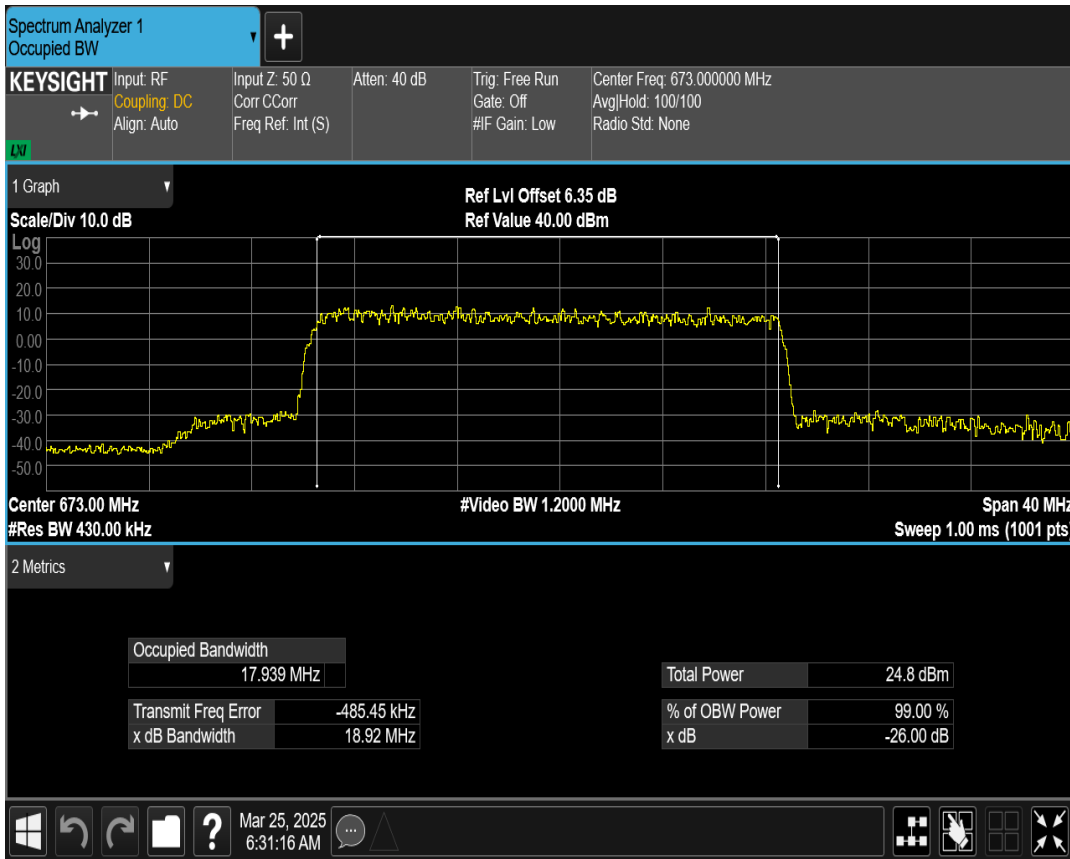 Spectrum Analyzer 1
Occupied BW
+
KEYSIGHT
LXI
Input: RF
Coupling: DC
Align: Auto
Input Z: 50 Ω
Corr CCorr
Freq Ref: Int (S)
Atten: 40 dB
Trig: Free Run
Gate: Off
#IF Gain: Low
Center Freq: 673.000000 MHz
Avg|Hold: 100/100
Radio Std: None
1 Graph
Scale/Div 10.0 dB
Ref Lvl Offset 6.35 dB
Ref Value 40.00 dBm
Log
30.0
20.0
10.0
0.00
-10.0
-20.0
-30.0
-40.0
-50.0
Center 673.00 MHz
#Res BW 430.00 kHz
#Video BW 1.2000 MHz
Span 40 MHz
Sweep 1.00 ms (1001 pts)
2 Metrics
Occupied Bandwidth
17.939 MHz
Transmit Freq Error -485.45 kHz
x dB Bandwidth 18.92 MHz
Total Power 24.8 dBm
% of OBW Power 99.00 %
x dB -26.00 dB
?
Mar 25, 2025
6:31:16 AM